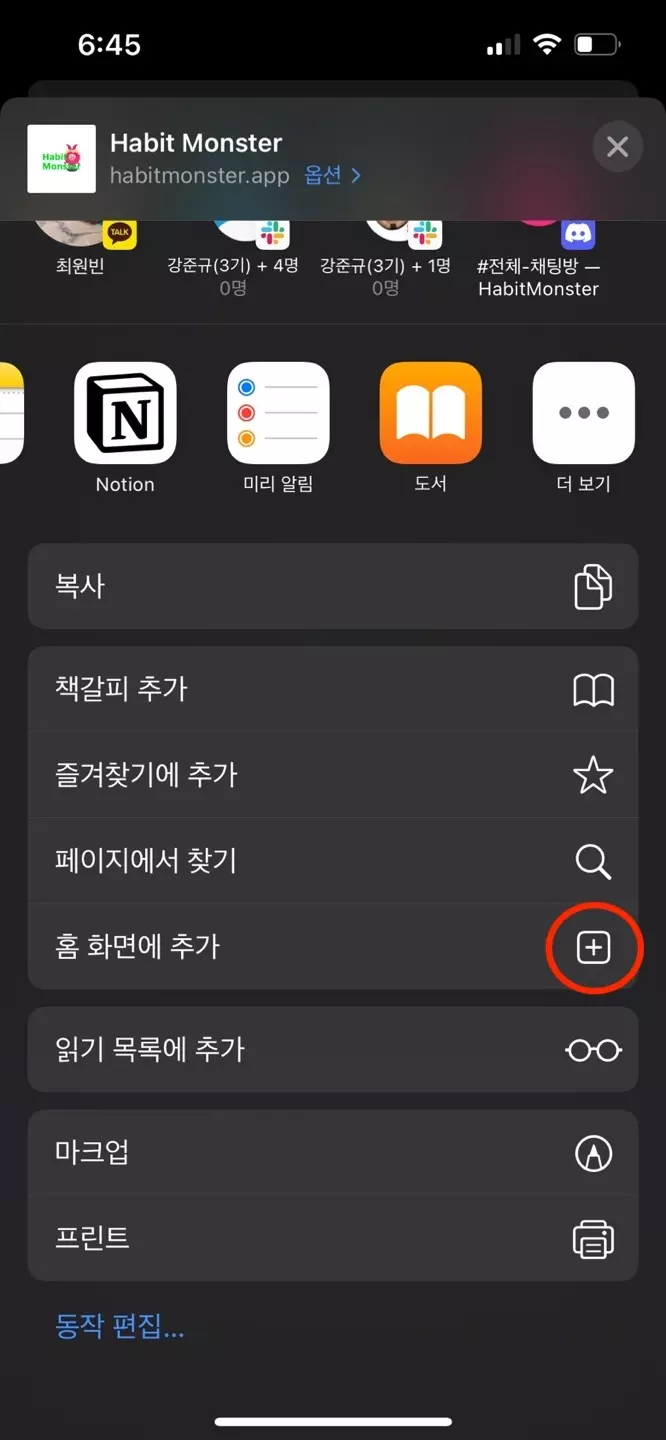 6:45
Habit
Monster
Habit Monster
habitmonster.app 옵션
TALK
최원빈
강준규(3기) + 4명
0명
강준규(3기) + 1명
0명
#전체-채팅방 —
HabitMonster
N
Notion
미리 알림
도서
더 보기
복사
책갈피 추가
즐겨찾기에 추가
페이지에서 찾기
홈 화면에 추가
읽기 목록에 추가
마크업
프린트
동작 편집...